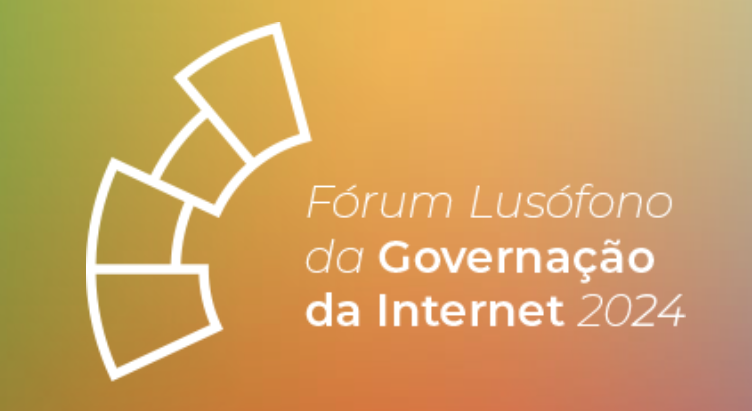 Fórum Lusófono
da Governação
da Internet 2024